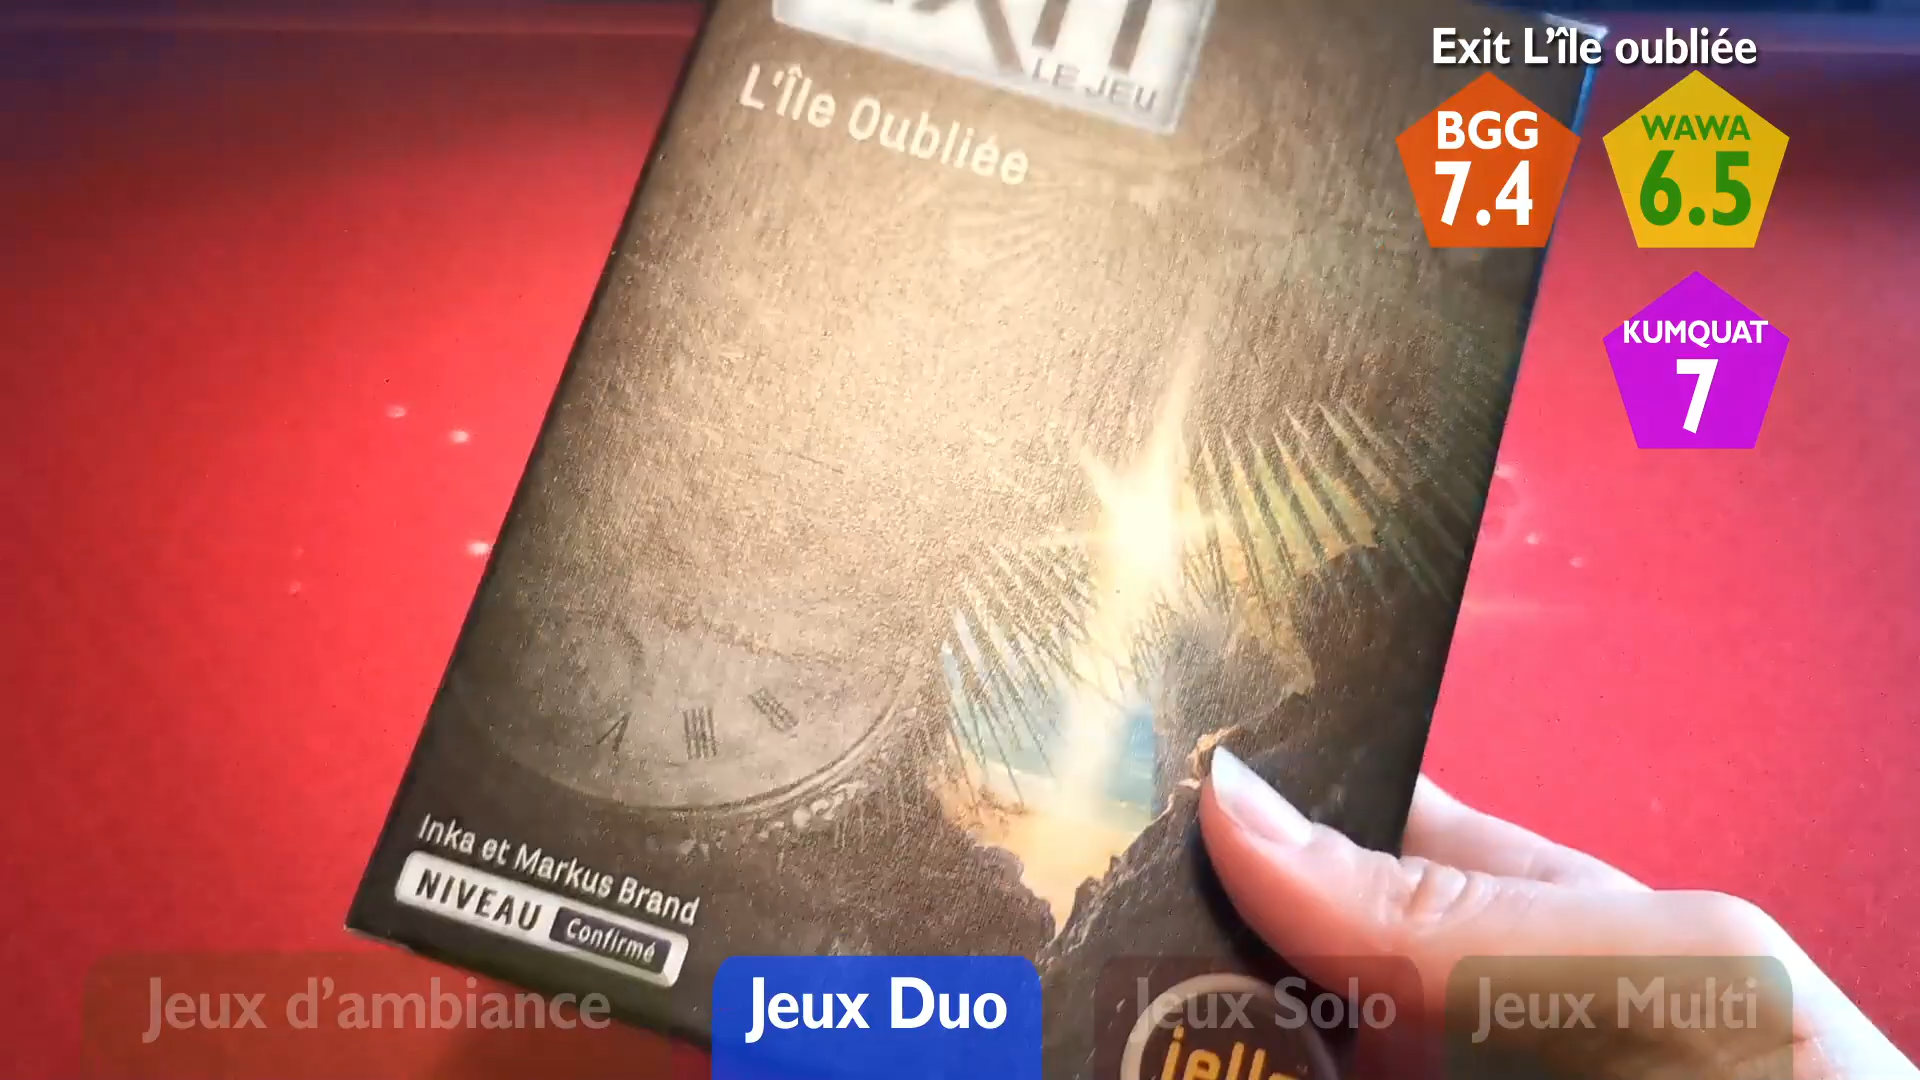 Exit L'île oubliée
BGG
7.4
WAWA
6.5
KUMQUAT
7
EXIT
LE JEU
L'Île Oubliée
Inka et Markus Brand
NIVEAU Confirmé
Jeux d'ambiance
Jeux Duo
Jeux Solo
Jeux Multi